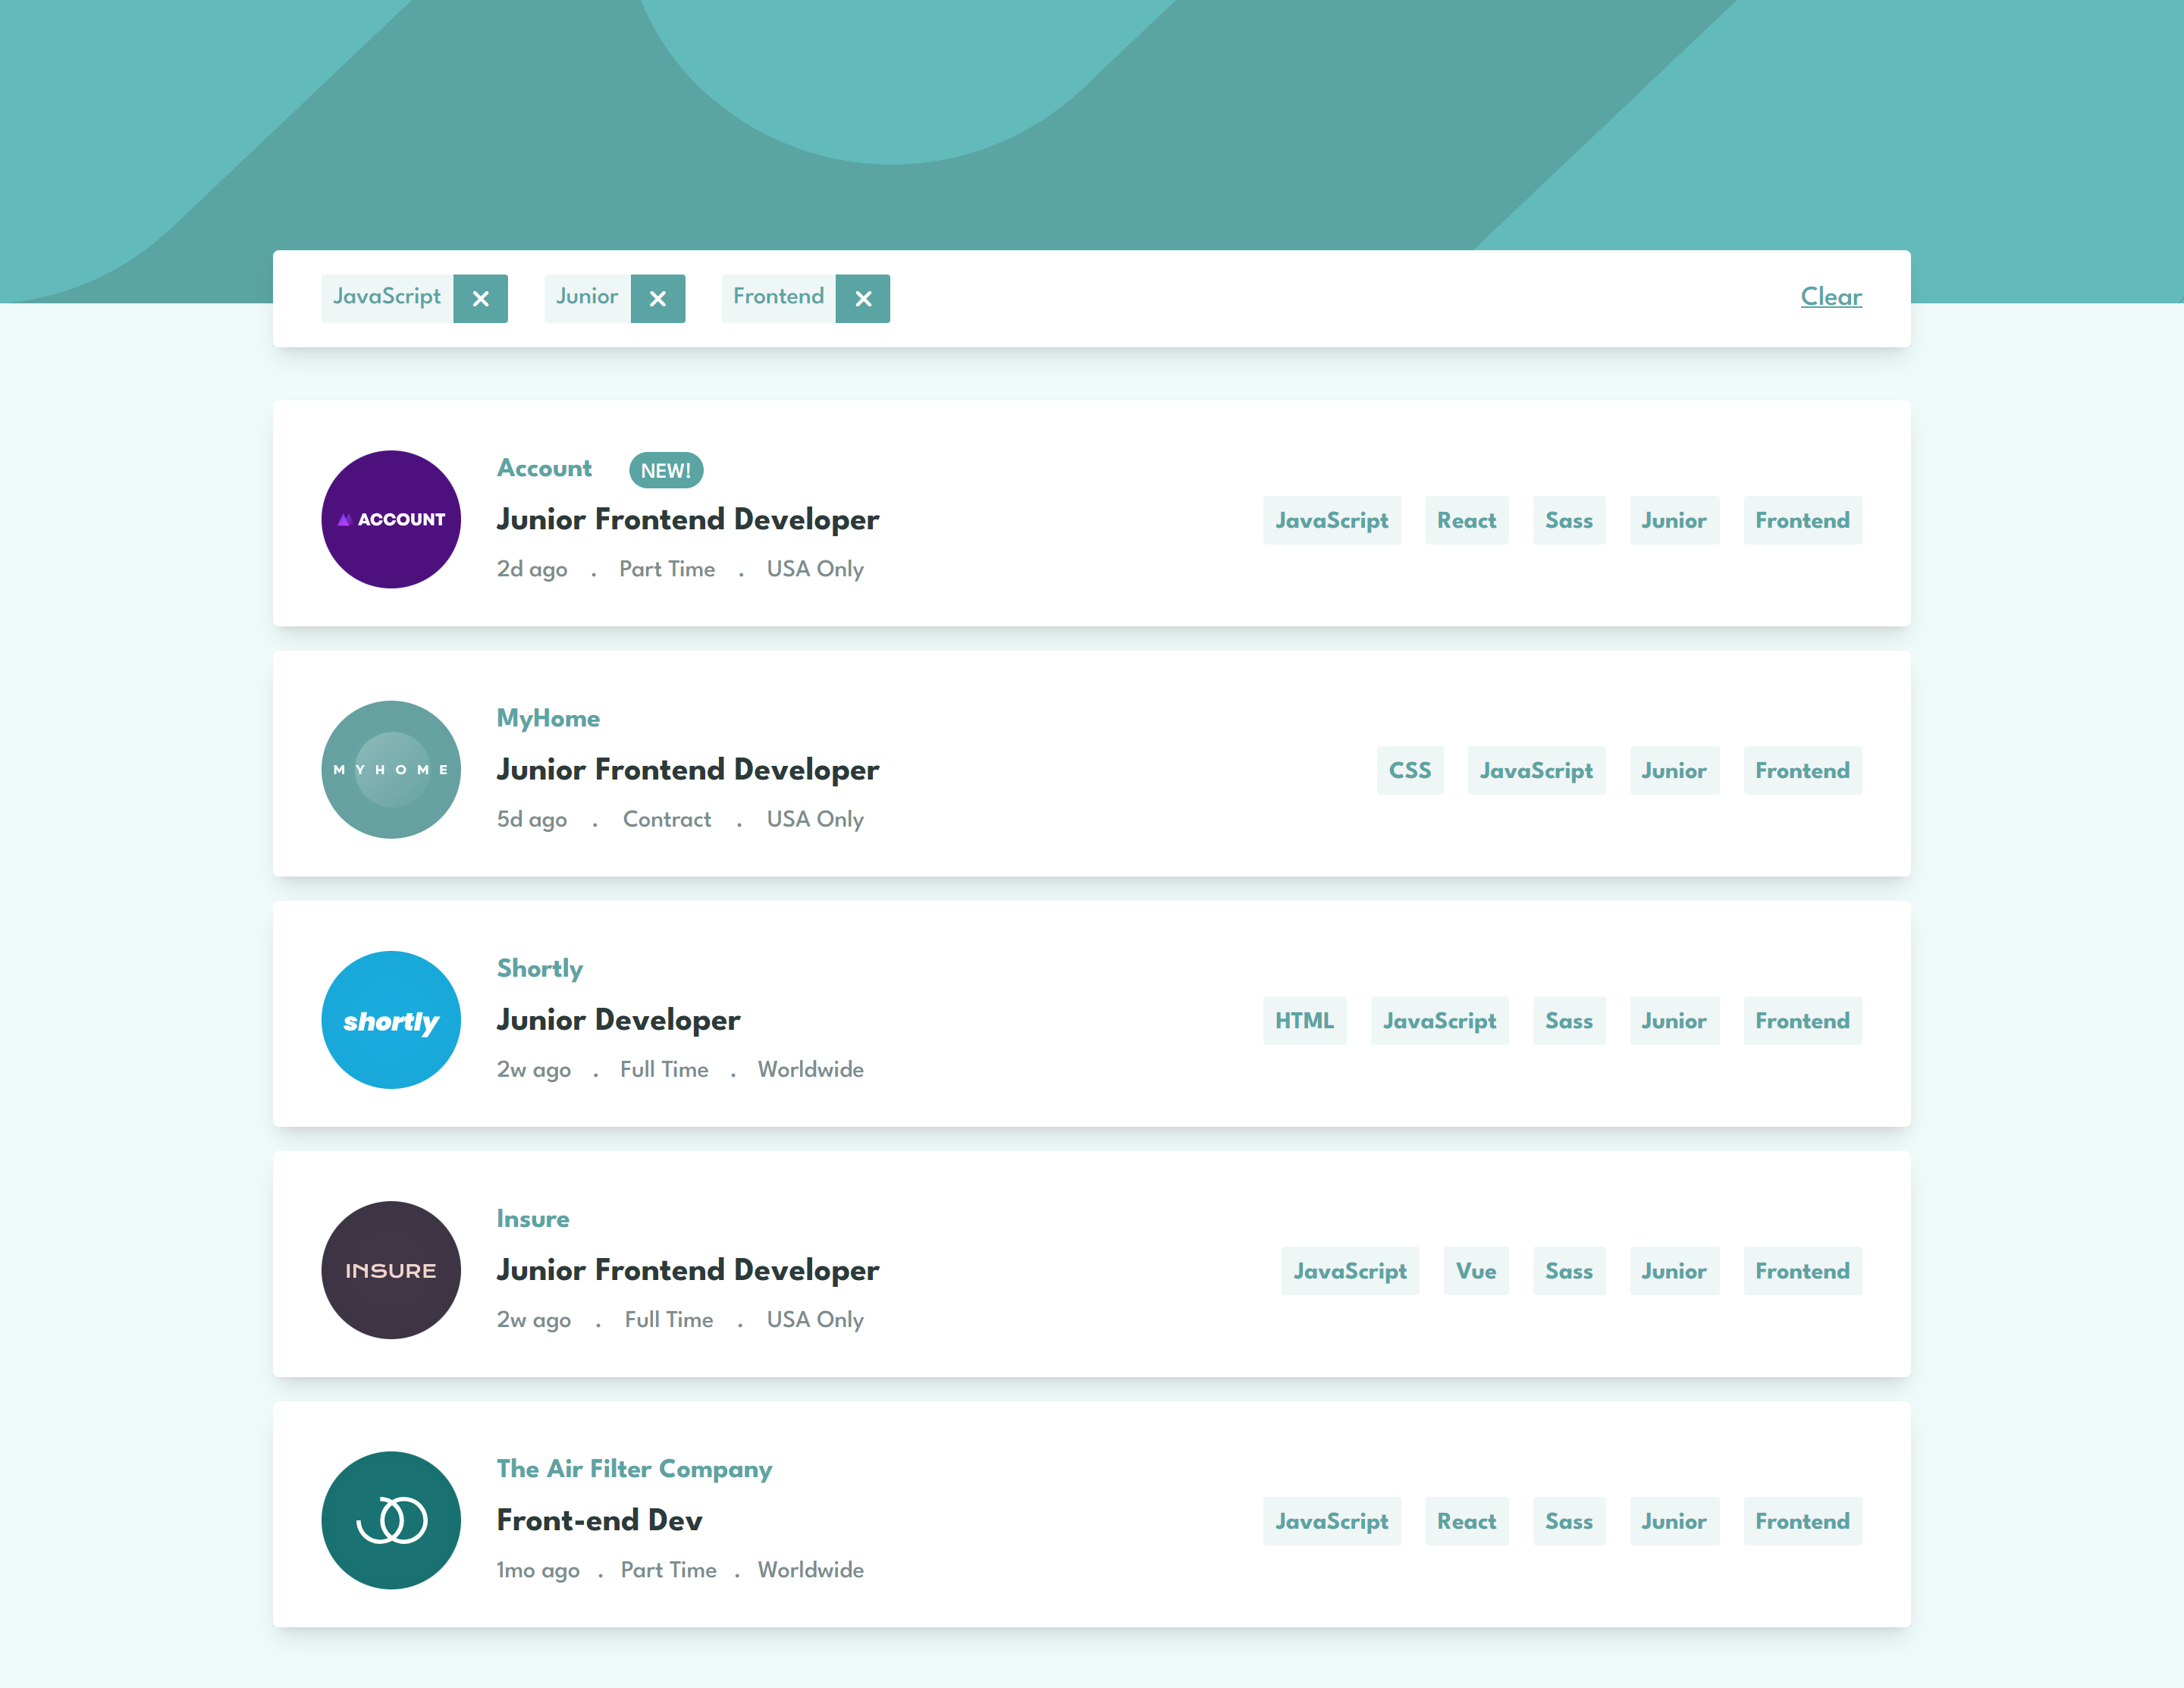 JavaScript Junior Frontend Clear
Account NEW!
ACCOUNT
Junior Frontend Developer
2d ago . Part Time . USA Only
JavaScript React Sass Junior Frontend
MyHome
MYHOME
Junior Frontend Developer
5d ago . Contract . USA Only
CSS JavaScript Junior Frontend
Shortly
shortly
Junior Developer
2w ago . Full Time . Worldwide
HTML JavaScript Sass Junior Frontend
Insure
INSURE
Junior Frontend Developer
2w ago . Full Time . USA Only
JavaScript Vue Sass Junior Frontend
The Air Filter Company
Front-end Dev
1mo ago . Part Time . Worldwide
JavaScript React Sass Junior Frontend